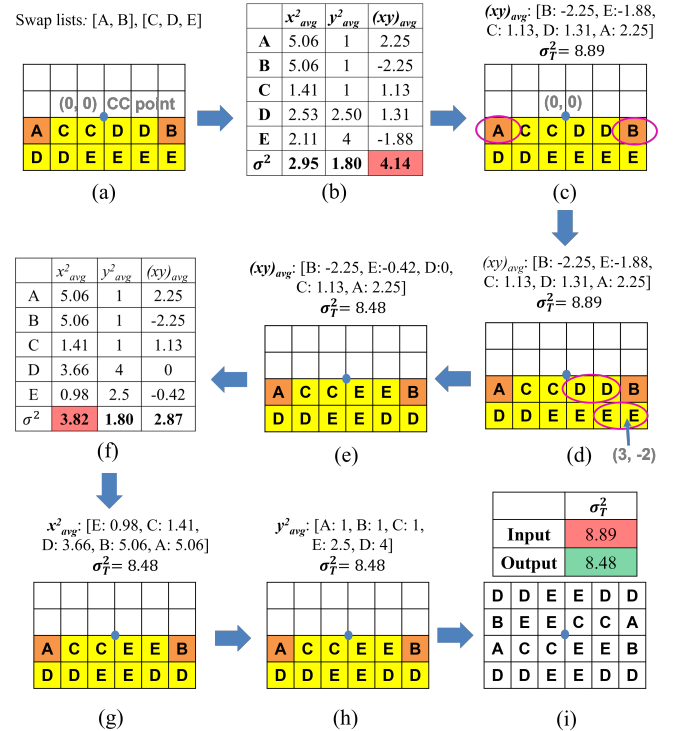 Swap lists: [A, B], [C, D, E]
(0, 0) CC point
A C C D D B
D D E E E E
(a)
x²avg y²avg (xy)avg
A 5.06 1 2.25
B 5.06 1 -2.25
C 1.41 1 1.13
D 2.53 2.50 1.31
E 2.11 4 -1.88
σ² 2.95 1.80 4.14
(b)
(xy)avg: [B: -2.25, E:-1.88,
C: 1.13, D: 1.31, A: 2.25]
σ²T= 8.89
(0, 0)
A C C D D B
D D E E E E
(c)
(xy)avg: [B: -2.25, E:-1.88,
C: 1.13, D: 1.31, A: 2.25]
σ²T= 8.89
A C C D D B
D D E E E E
(3, -2)
(d)
(xy)avg: [B: -2.25, E:-0.42, D:0,
C: 1.13, A: 2.25]
σ²T= 8.48
A C C E E B
D D E E D D
(e)
x²avg y²avg (xy)avg
A 5.06 1 2.25
B 5.06 1 -2.25
C 1.41 1 1.13
D 3.66 4 0
E 0.98 2.5 -0.42
σ² 3.82 1.80 2.87
(f)
x²avg: [E: 0.98, C: 1.41,
D: 3.66, B: 5.06, A: 5.06]
σ²T= 8.48
A C C E E B
D D E E D D
(g)
y²avg: [A: 1, B: 1, C: 1,
E: 2.5, D: 4]
σ²T= 8.48
A C C E E B
D D E E D D
(h)
σ²T
Input 8.89
Output 8.48
D D E E D D
B E E C C A
A C C E E B
D D E E D D
(i)